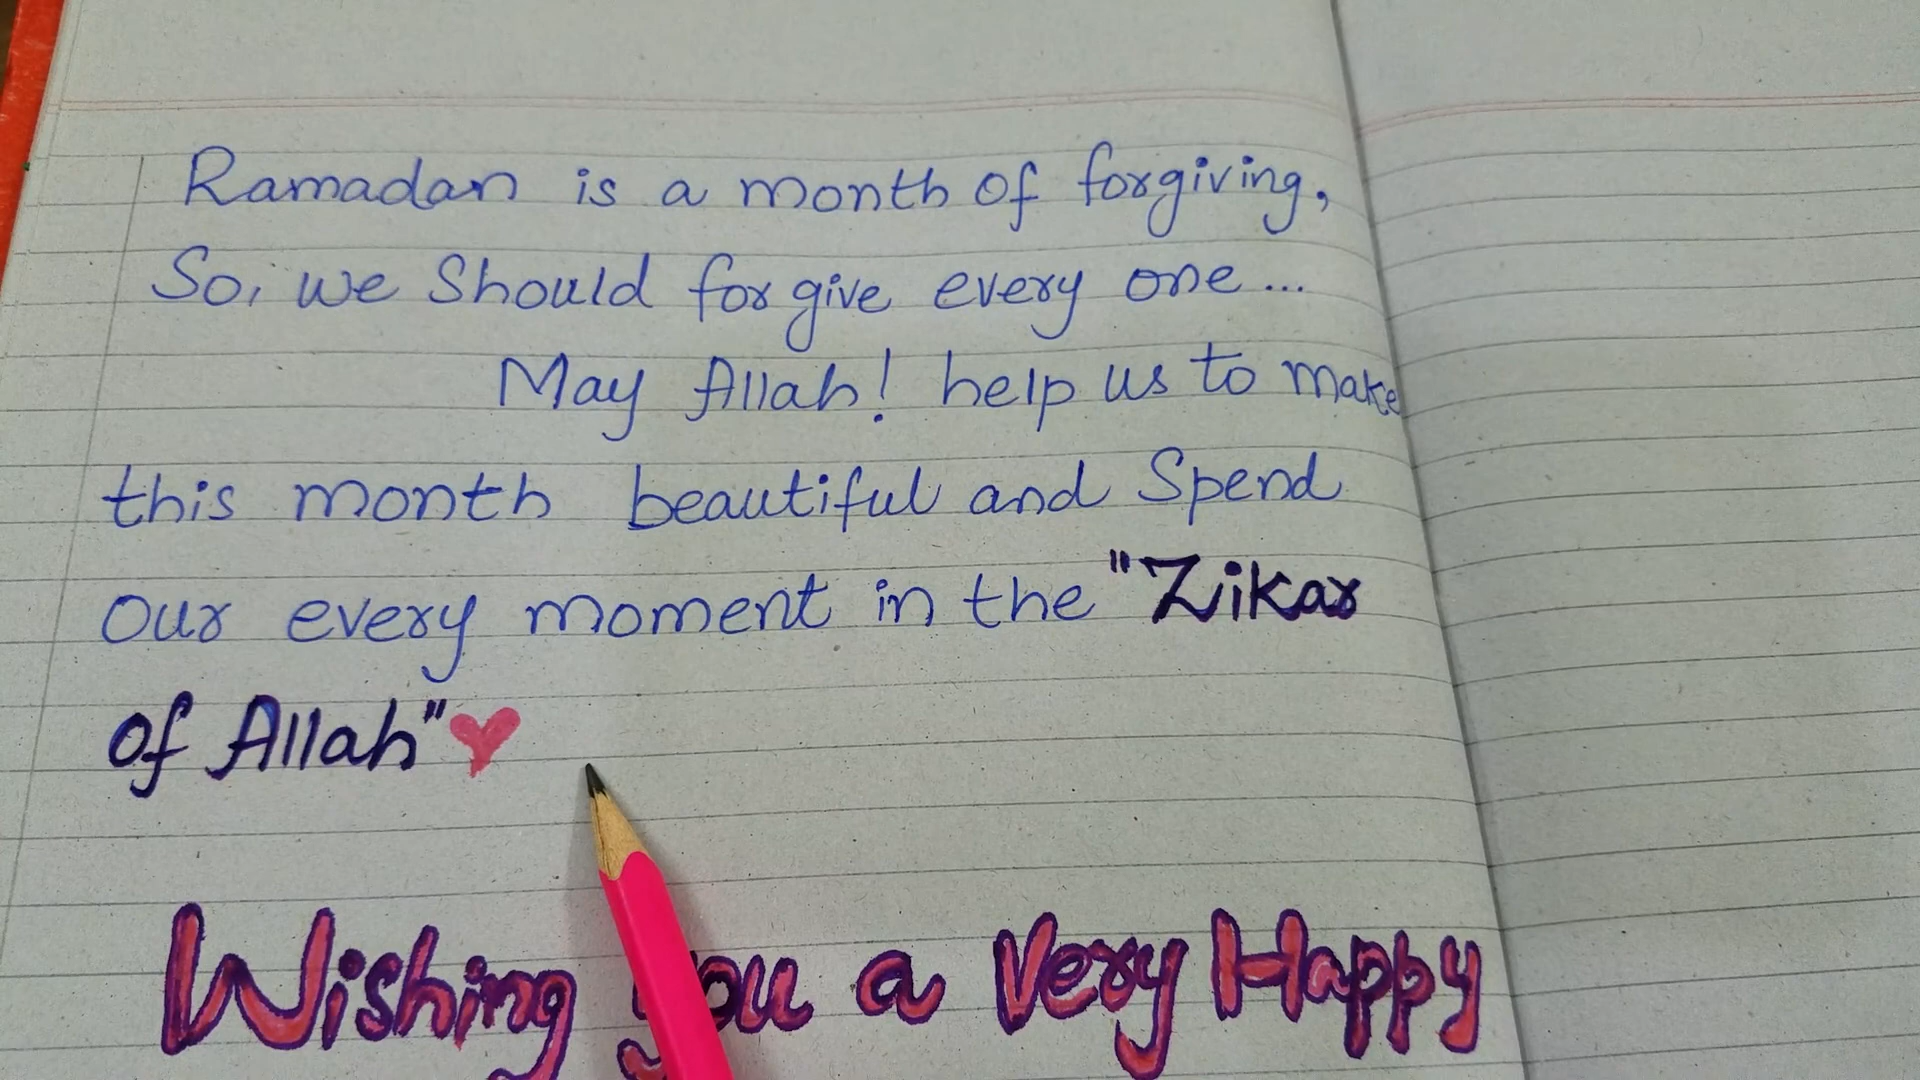 Ramadan is a month of forgiving,
So, we Should forgive every one...
May Allah! help us to make
this month beautiful and Spend
our every moment in the "Zikar
of Allah"
Wishing you a Very Happy